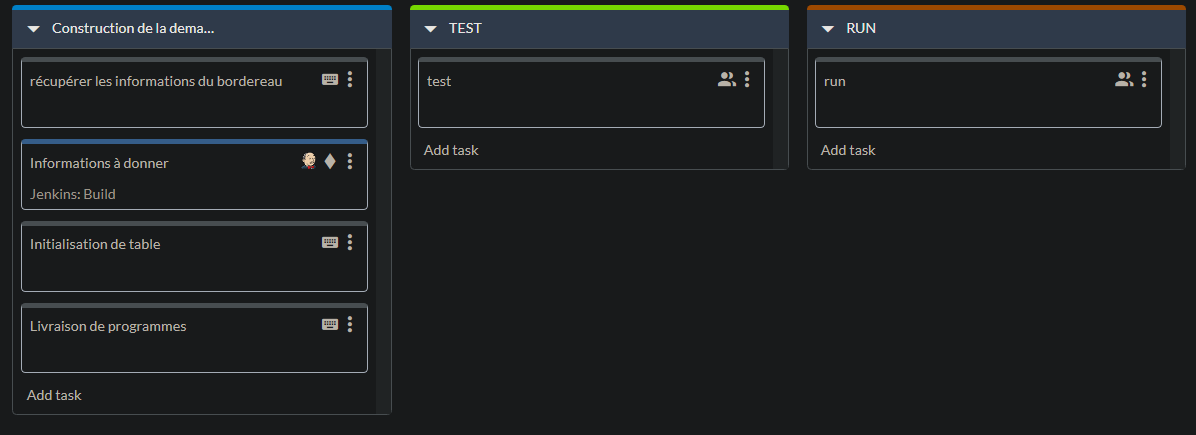 Construction de la dema...
récupérer les informations du bordereau
Informations à donner
Jenkins: Build
Initialisation de table
Livraison de programmes
Add task
TEST
test
Add task
RUN
run
Add task